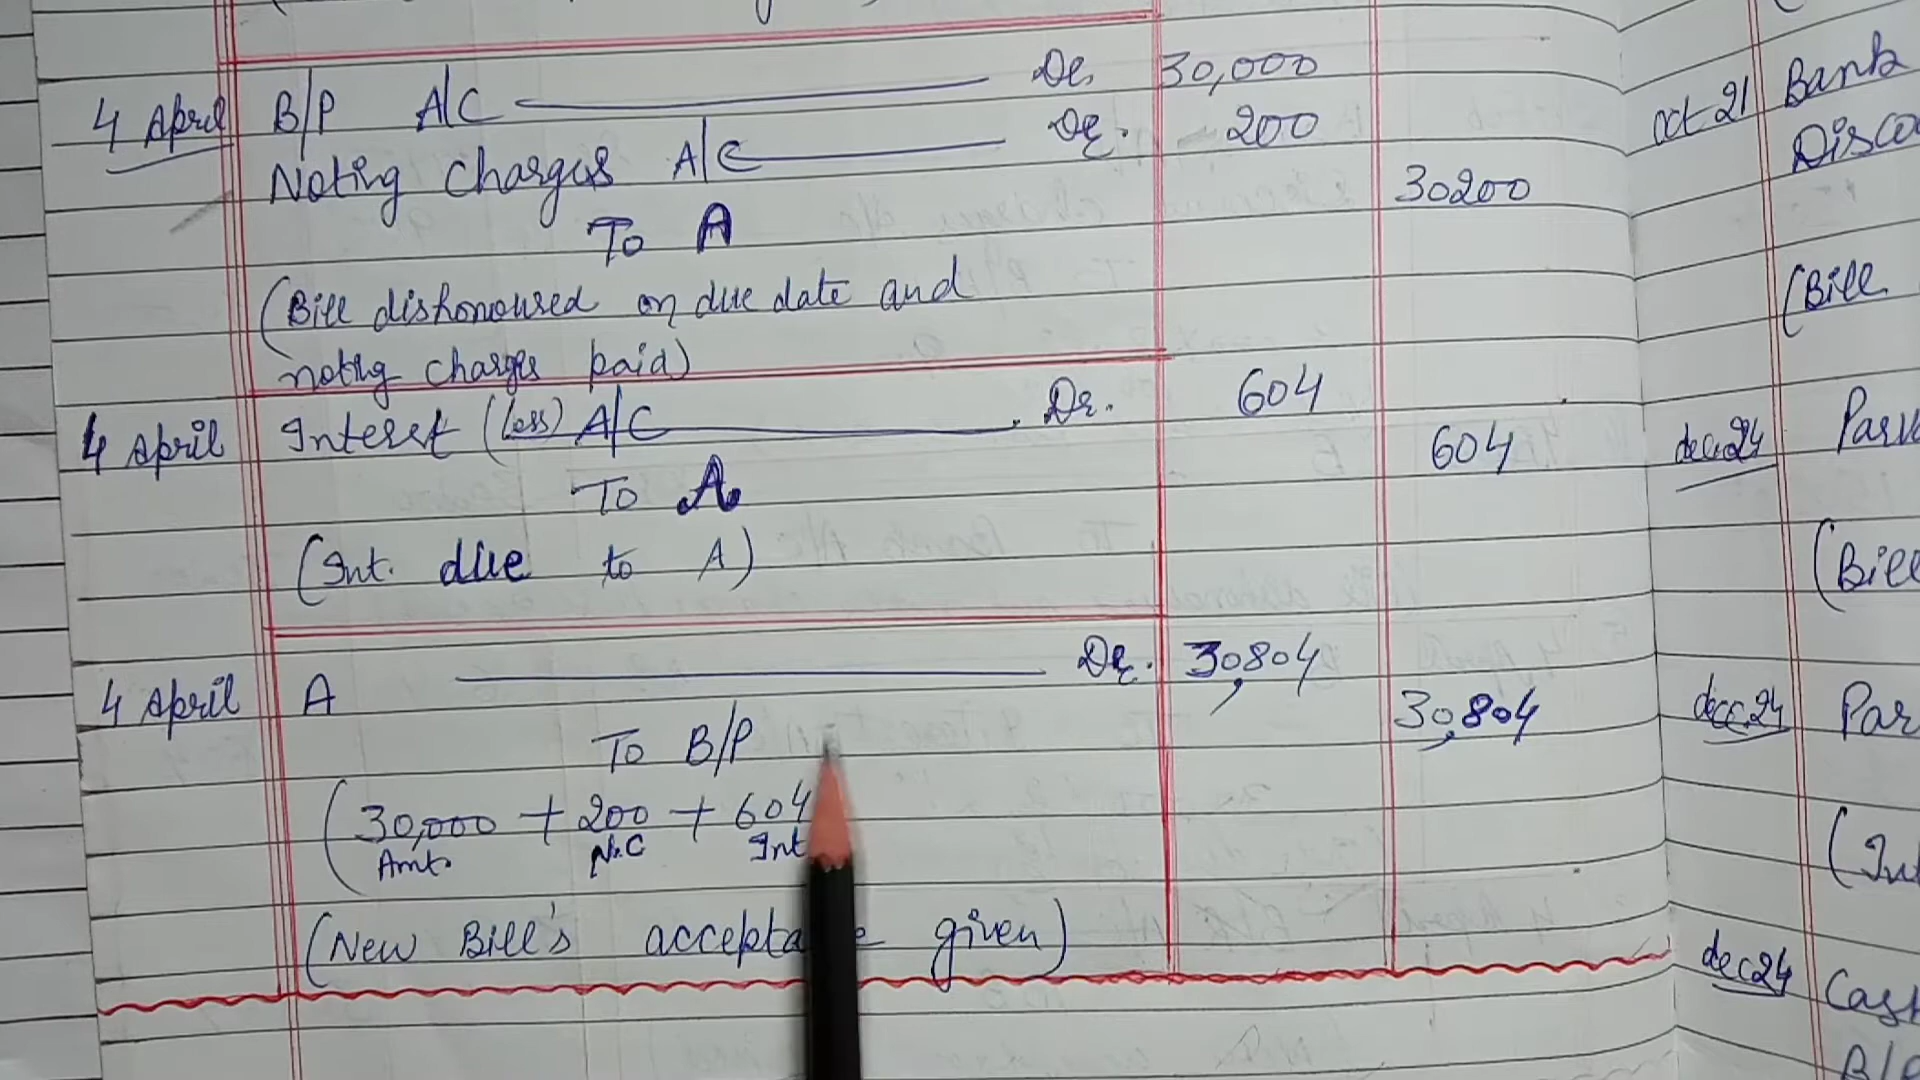 4 April B/P A/C Dr. 30,000
Noting Charges A/C Dr. 200
To A 30200
(Bill dishonoured on due date and
noting charges paid)
4 April Interest (Loss) A/C Dr. 604
To A. 604
(Int. due to A)
4 April A Dr. 30,804
To B/P 30,804
(30,000 + 200 + 604
Amt. N.C Int
(New Bill's accepta e given)
oct 21 Bank
Disco
(Bill
dec 24
(Bill
dec 24 Par
(Int
dec 24 Cash
B/